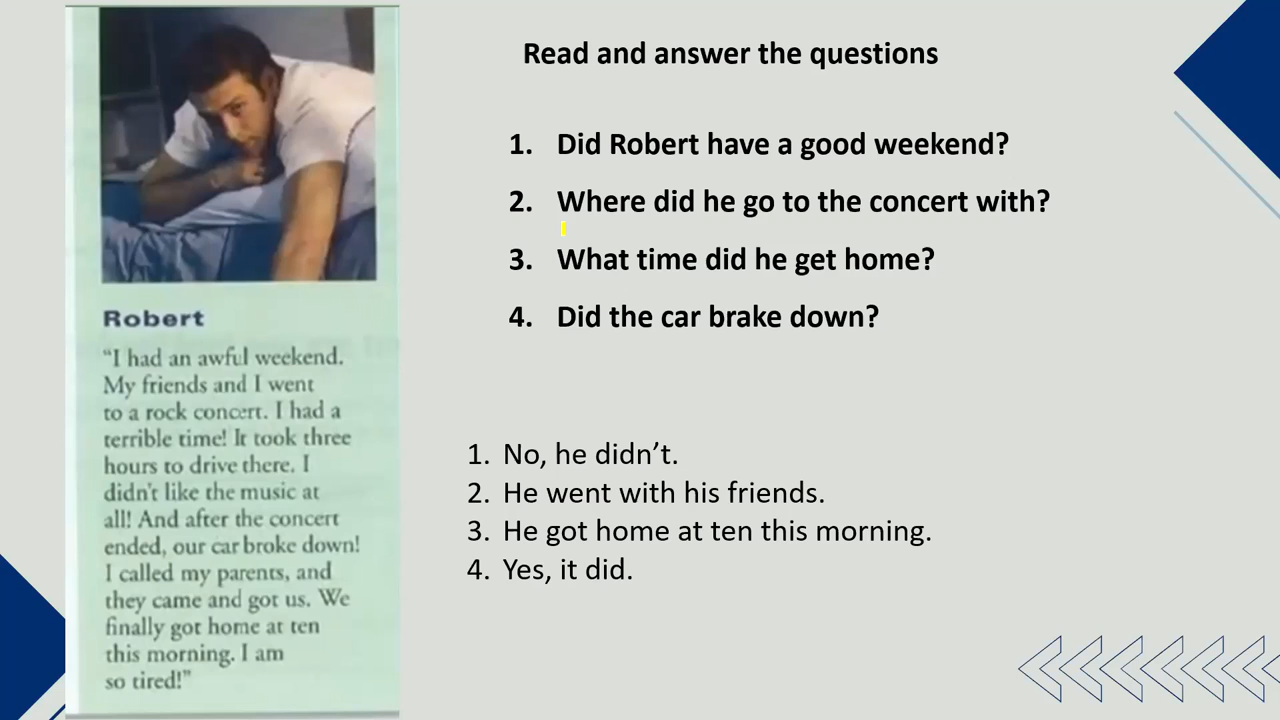 Robert
"I had an awful weekend.
My friends and I went
to a rock concert. I had a
terrible time! It took three
hours to drive there. I
didn't like the music at
all! And after the concert
ended, our car broke down!
I called my parents, and
they came and got us. We
finally got home at ten
this morning. I am
so tired!"
Read and answer the questions
1. Did Robert have a good weekend?
2. Where did he go to the concert with?
3. What time did he get home?
4. Did the car brake down?
1. No, he didn’t.
2. He went with his friends.
3. He got home at ten this morning.
4. Yes, it did.